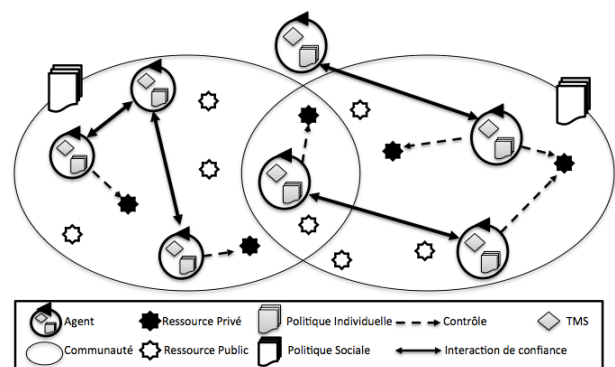 Agent Ressource Privé Politique Individuelle Contrôle TMS
Communauté Ressource Public Politique Sociale Interaction de confiance